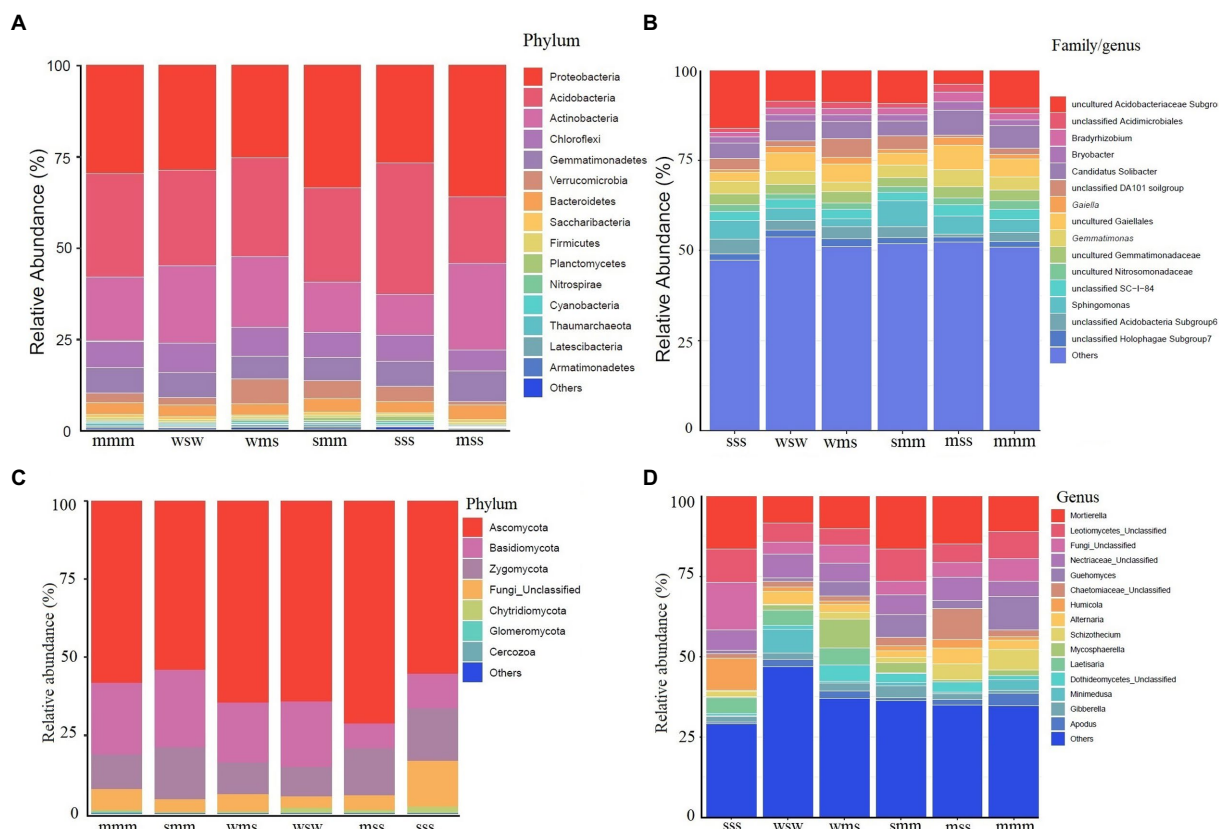 A
Phylum
Relative Abundance (%)
100
75
50
25
0
mmm wsw wms smm sss mss
Proteobacteria
Acidobacteria
Actinobacteria
Chloroflexi
Gemmatimonadetes
Verrucomicrobia
Bacteroidetes
Saccharibacteria
Firmicutes
Planctomycetes
Nitrospirae
Cyanobacteria
Thaumarchaeota
Latescibacteria
Armatimonadetes
Others
B
Family/genus
Relative Abundance (%)
100
75
50
25
0
sss wsw wms smm mss mmm
uncultured Acidobacteriaceae Subgro
unclassified Acidimicrobiales
Bradyrhizobium
Bryobacter
Candidatus Solibacter
unclassified DA101 soilgroup
Gaiella
uncultured Gaiellales
Gemmatimonas
uncultured Gemmatimonadaceae
uncultured Nitrosomonadaceae
unclassified SC-I-84
Sphingomonas
unclassified Acidobacteria Subgroup6
unclassified Holophagae Subgroup7
Others
C
Phylum
Relative abundance (%)
100
75
50
25
0
mmm smm wms wsw mss sss
Ascomycota
Basidiomycota
Zygomycota
Fungi_Unclassified
Chytridiomycota
Glomeromycota
Cercozoa
Others
D
Genus
Relative abundance (%)
100
75
50
25
0
sss wsw wms smm mss mmm
Mortierella
Leotiomycetes_Unclassified
Fungi_Unclassified
Nectriaceae_Unclassified
Guehomyces
Chaetomiaceae_Unclassified
Humicola
Alternaria
Schizothecium
Mycosphaerella
Laetisaria
Dothideomycetes_Unclassified
Minimedusa
Gibberella
Apodus
Others